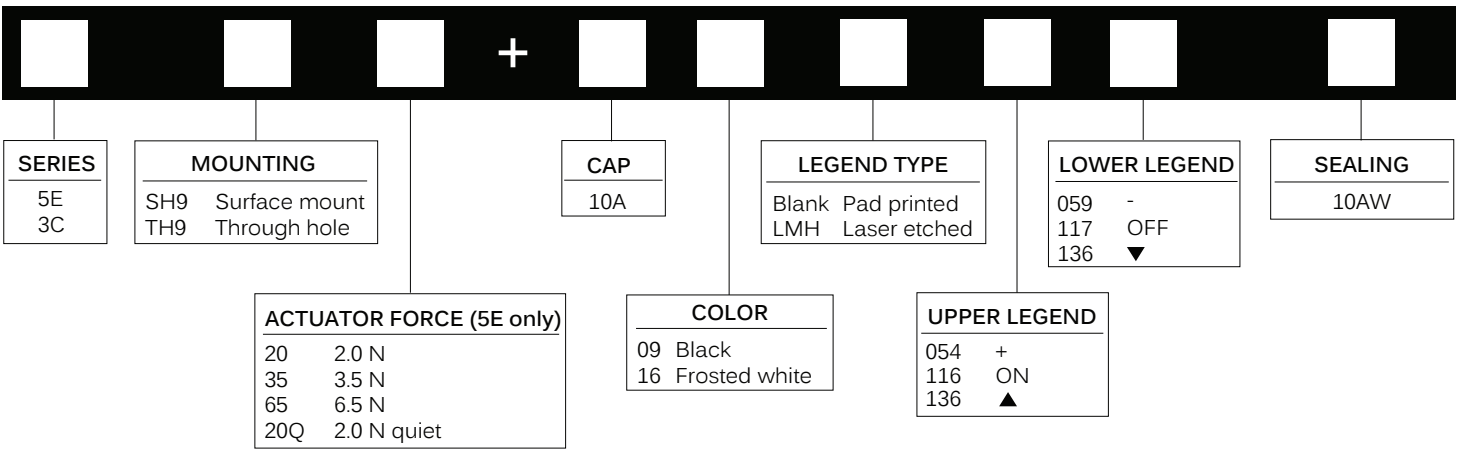 +
SERIES
5E
3C
MOUNTING
SH9 Surface mount
TH9 Through hole
CAP
10A
LEGEND TYPE
Blank Pad printed
LMH Laser etched
LOWER LEGEND
059 -
117 OFF
136 ▼
SEALING
10AW
ACTUATOR FORCE (5E only)
20 2.0 N
35 3.5 N
65 6.5 N
20Q 2.0 N quiet
COLOR
09 Black
16 Frosted white
UPPER LEGEND
054 +
116 ON
136 ▲